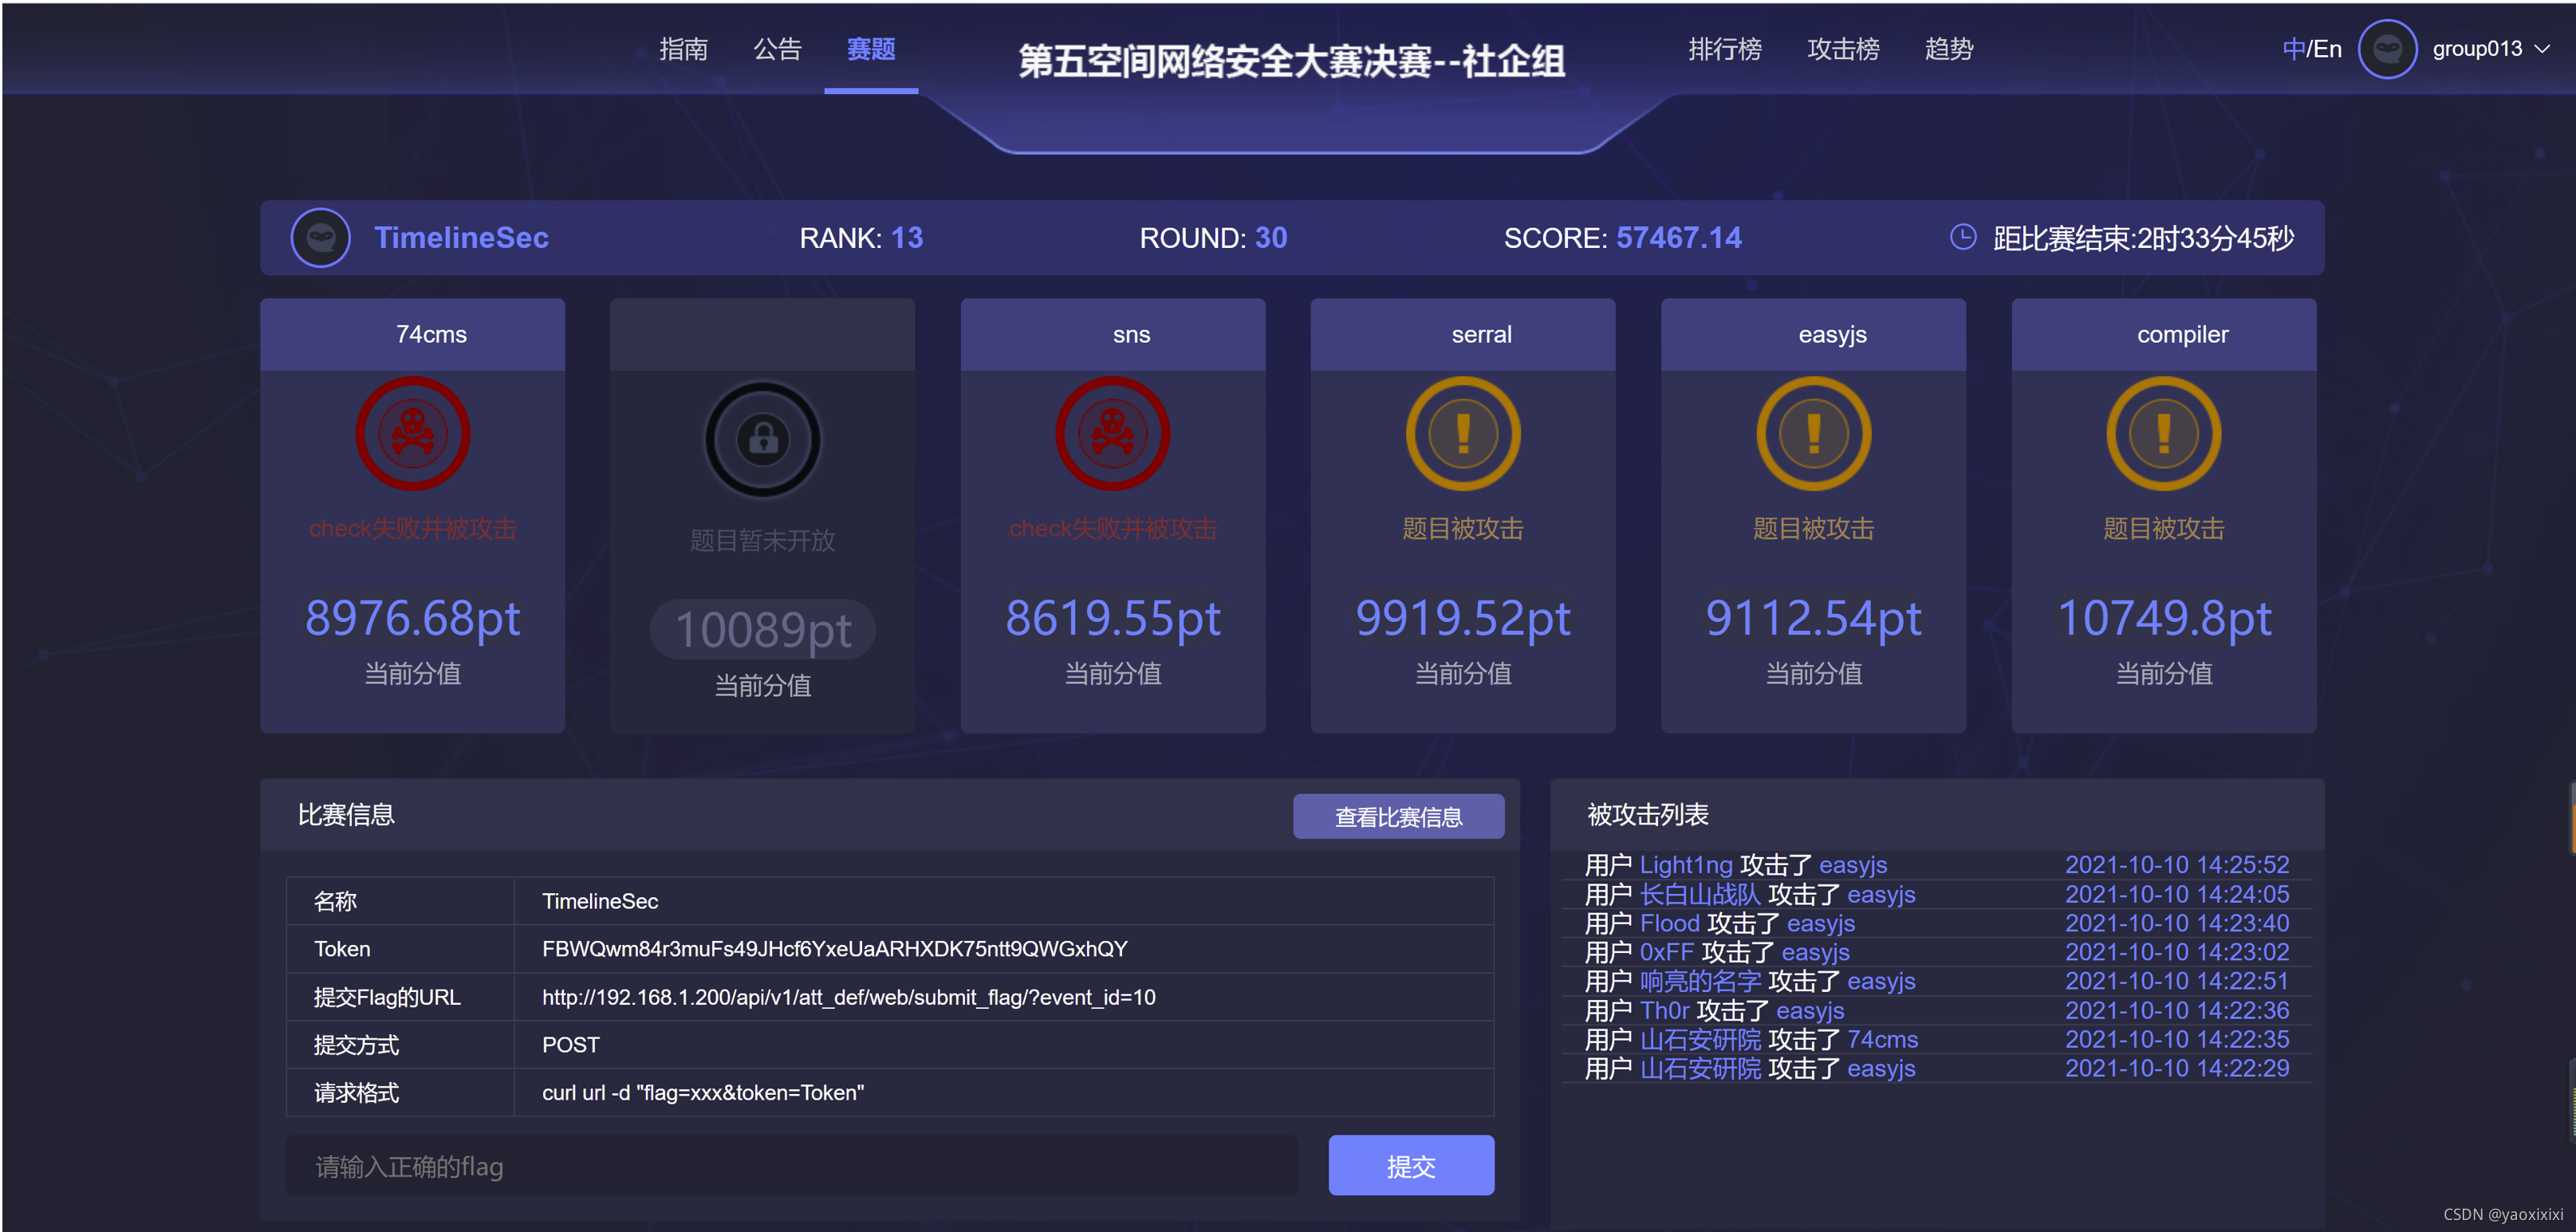 指南 公告 赛题 第五空间网络安全大赛决赛--社企组 排行榜 攻击榜 趋势 中/En group013
TimelineSec RANK: 13 ROUND: 30 SCORE: 57467.14 距比赛结束:2时33分45秒
74cms sns serral easyjs compiler
check失败并被攻击 题目暂未开放 check失败并被攻击 题目被攻击 题目被攻击 题目被攻击
8976.68pt 10089pt 8619.55pt 9919.52pt 9112.54pt 10749.8pt
当前分值 当前分值 当前分值 当前分值 当前分值 当前分值
比赛信息 查看比赛信息
名称 TimelineSec
Token FBWQwm84r3muFs49JHcf6YxeUaARHXDK75ntt9QWGxhQY
提交Flag的URL http://192.168.1.200/api/v1/att_def/web/submit_flag/?event_id=10
提交方式 POST
请求格式 curl url -d "flag=xxx&token=Token"
请输入正确的flag 提交
被攻击列表
用户 Light1ng 攻击了 easyjs 2021-10-10 14:25:52
用户 长白山战队 攻击了 easyjs 2021-10-10 14:24:05
用户 Flood 攻击了 easyjs 2021-10-10 14:23:40
用户 0xFF 攻击了 easyjs 2021-10-10 14:23:02
用户 响亮的名字 攻击了 easyjs 2021-10-10 14:22:51
用户 Th0r 攻击了 easyjs 2021-10-10 14:22:36
用户 山石安研院 攻击了 74cms 2021-10-10 14:22:35
用户 山石安研院 攻击了 easyjs 2021-10-10 14:22:29
CSDN @yaoxixixi